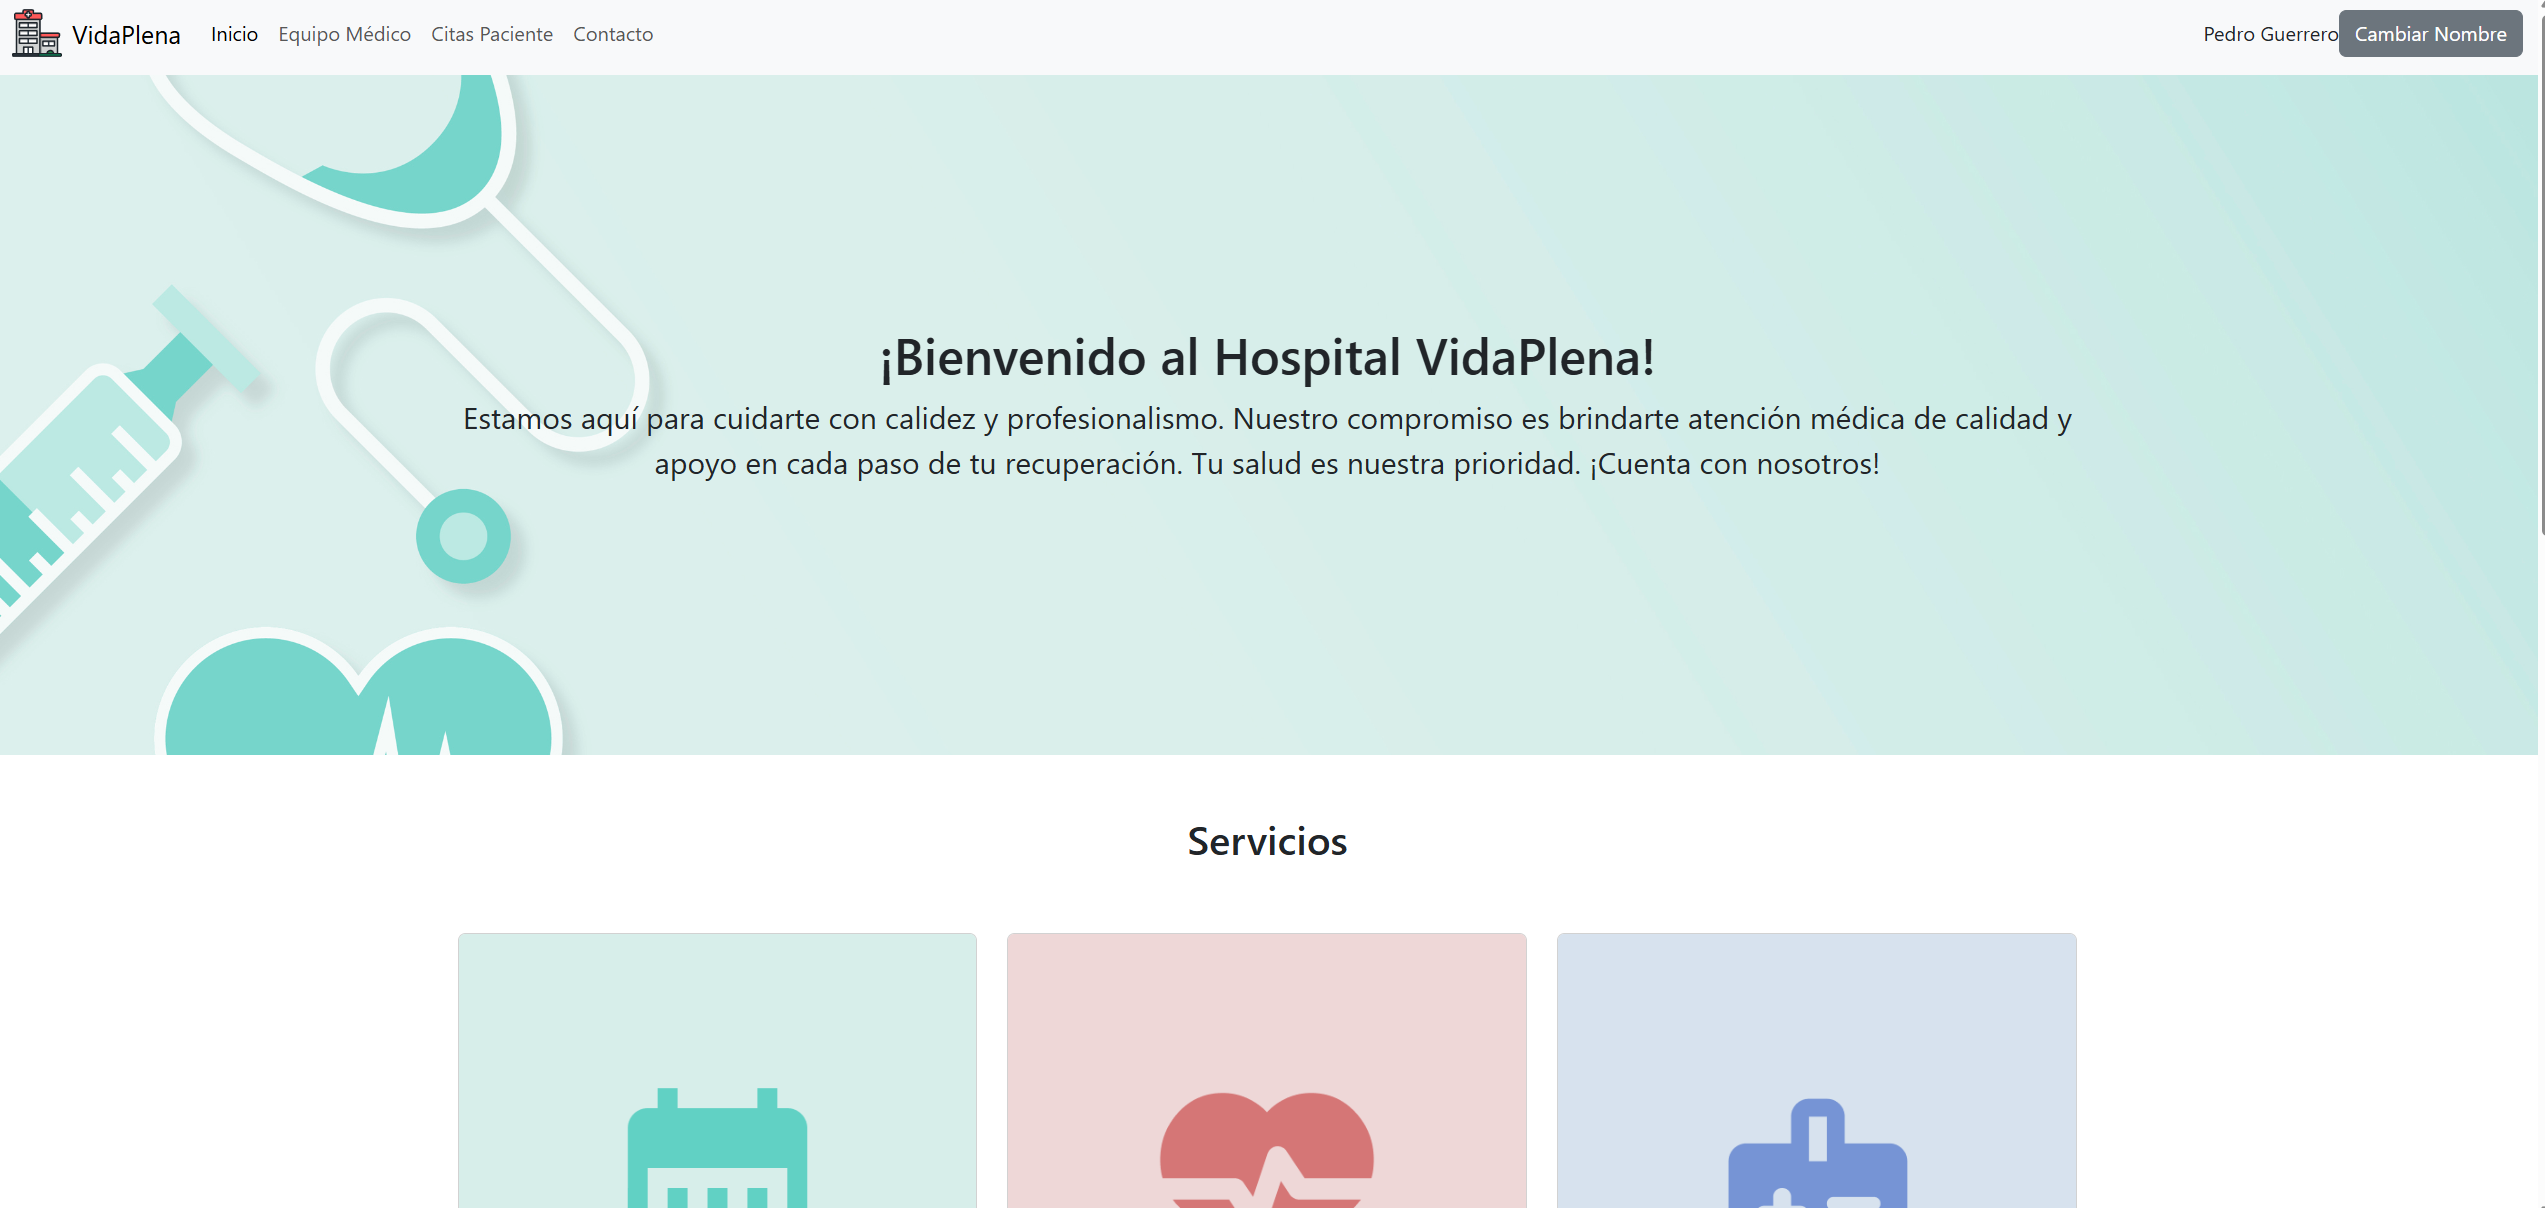 VidaPlena Inicio Equipo Médico Citas Paciente Contacto Pedro Guerrero Cambiar Nombre
¡Bienvenido al Hospital VidaPlena!
Estamos aquí para cuidarte con calidez y profesionalismo. Nuestro compromiso es brindarte atención médica de calidad y
apoyo en cada paso de tu recuperación. Tu salud es nuestra prioridad. ¡Cuenta con nosotros!
Servicios